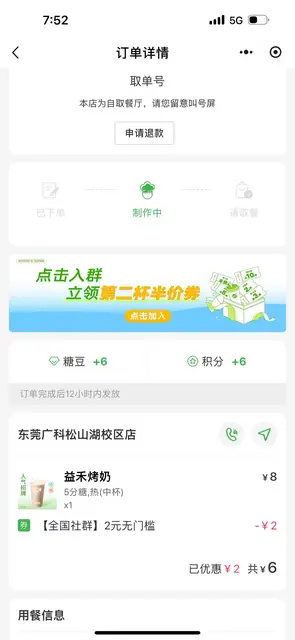 7:52
5G
订单详情
取单号
本店为自取餐厅，请您留意叫号屏
申请退款
已下单
制作中
请取餐
点击入群
立领第二杯半价券
点击加入
糖豆 +6
积分 +6
订单完成后12小时内发放
东莞广科松山湖校区店
人气招牌
益禾烤奶
¥8
5分糖,热(中杯)
x1
券 【全国社群】2元无门槛
-¥2
已优惠¥2 共¥6
用餐信息